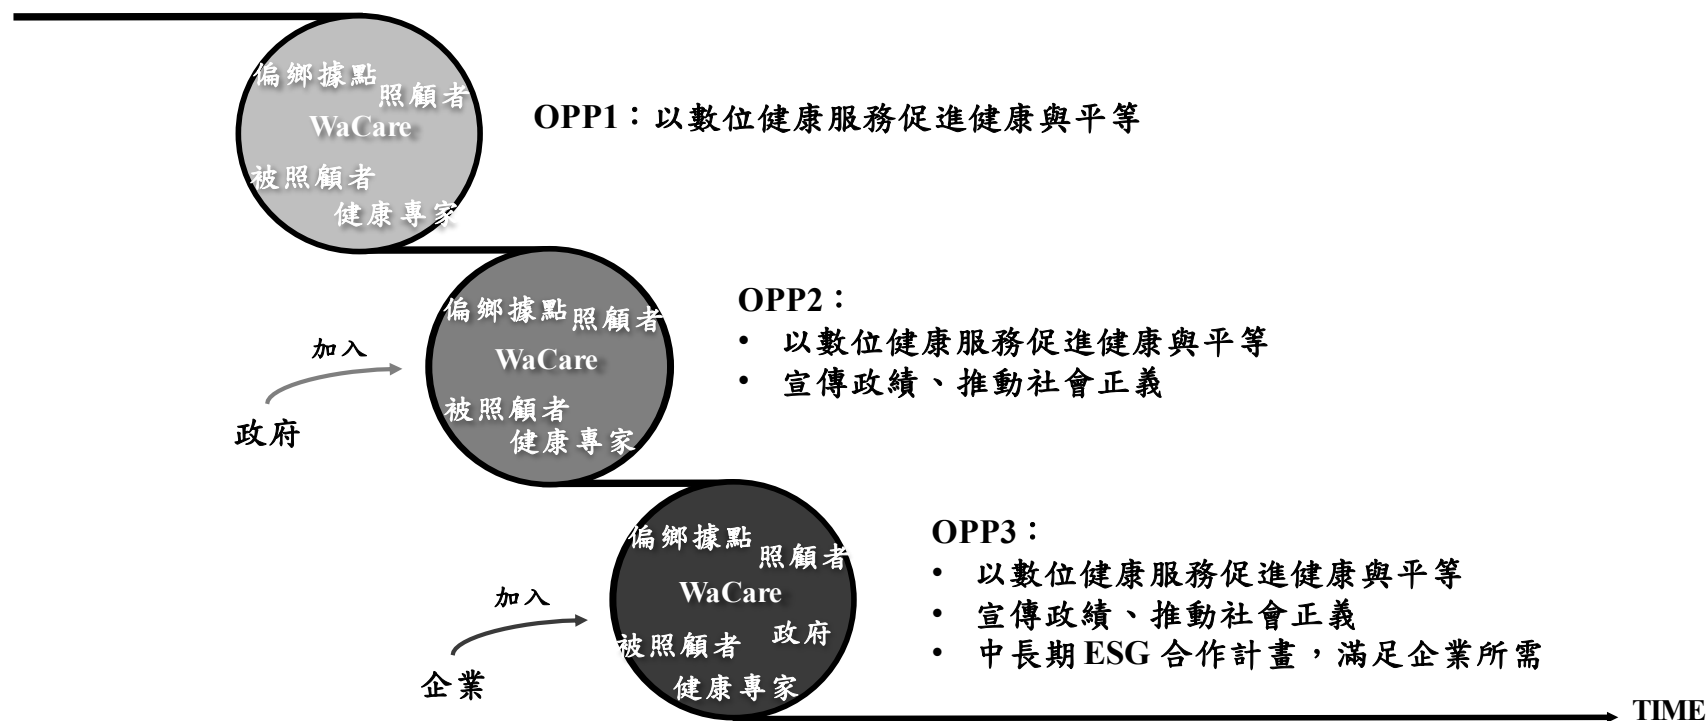 偏鄉據點
照顧者
WaCare
被照顧者
健康專家
OPP1：以數位健康服務促進健康與平等
偏鄉據點
照顧者
WaCare
被照顧者
健康專家
加入
政府
OPP2：
• 以數位健康服務促進健康與平等
• 宣傳政績、推動社會正義
偏鄉據點
照顧者
WaCare
政府
被照顧者
健康專家
加入
企業
OPP3：
• 以數位健康服務促進健康與平等
• 宣傳政績、推動社會正義
• 中長期 ESG 合作計畫，滿足企業所需
TIME